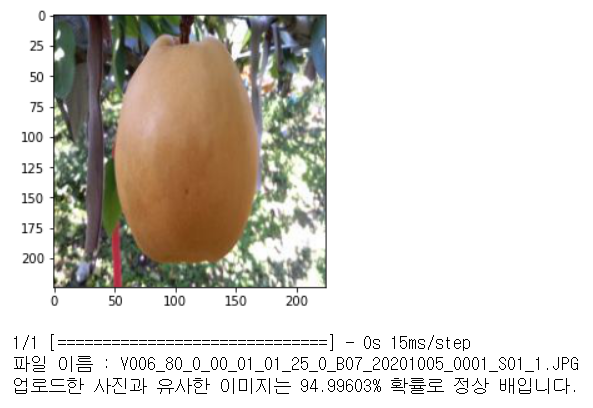 0
25
50
75
100
125
150
175
200
0 50 100 150 200
1/1 [==============================] - 0s 15ms/step
파일 이름 : V006_80_0_00_01_01_25_0_B07_20201005_0001_S01_1.JPG
업로드한 사진과 유사한 이미지는 94.99603% 확률로 정상 배입니다.